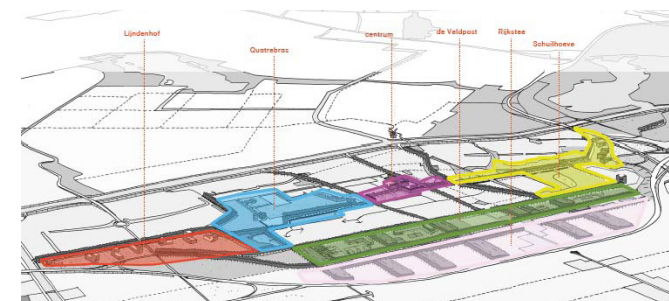 Lijndenhof
Quatrebras
centrum
de Veldpost
Rijkstee
Schuilhoeve